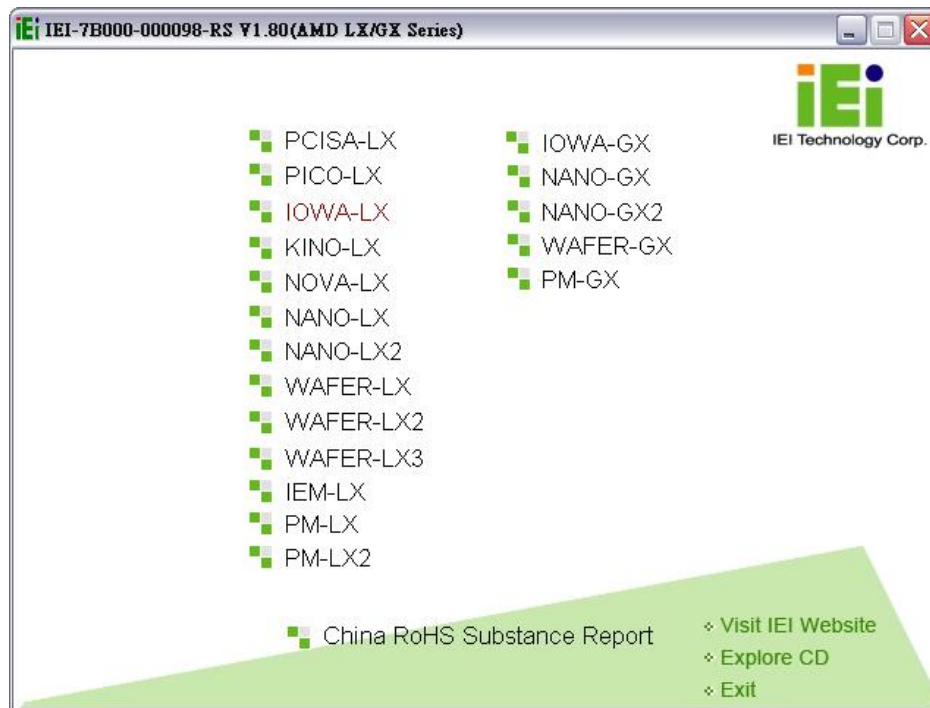 iEi IEI-7B000-000098-RS V1.80(AMD LX/GX Series)
iEi
IEI Technology Corp.
PCISA-LX
PICO-LX
IOWA-LX
KINO-LX
NOVA-LX
NANO-LX
NANO-LX2
WAFER-LX
WAFER-LX2
WAFER-LX3
IEM-LX
PM-LX
PM-LX2
IOWA-GX
NANO-GX
NANO-GX2
WAFER-GX
PM-GX
China RoHS Substance Report
Visit IEI Website
Explore CD
Exit